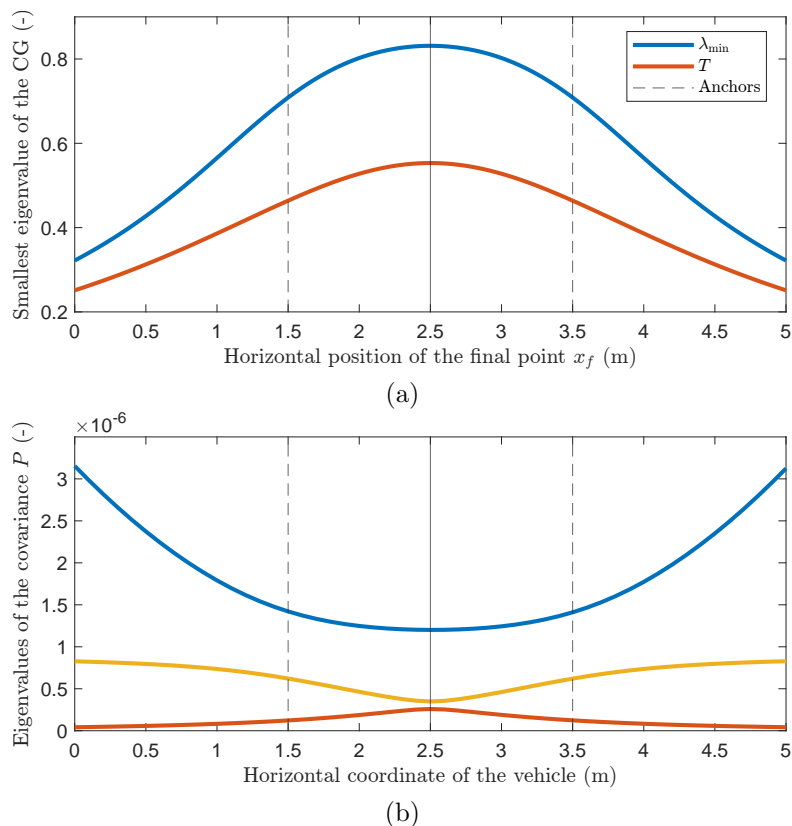 Smallest eigenvalue of the CG (-)
0.8
0.6
0.4
0.2
λmin
T
Anchors
0 0.5 1 1.5 2 2.5 3 3.5 4 4.5 5
Horizontal position of the final point x_f (m)
(a)
×10^-6
Eigenvalues of the covariance P (-)
3
2.5
2
1.5
1
0.5
0
0 0.5 1 1.5 2 2.5 3 3.5 4 4.5 5
Horizontal coordinate of the vehicle (m)
(b)